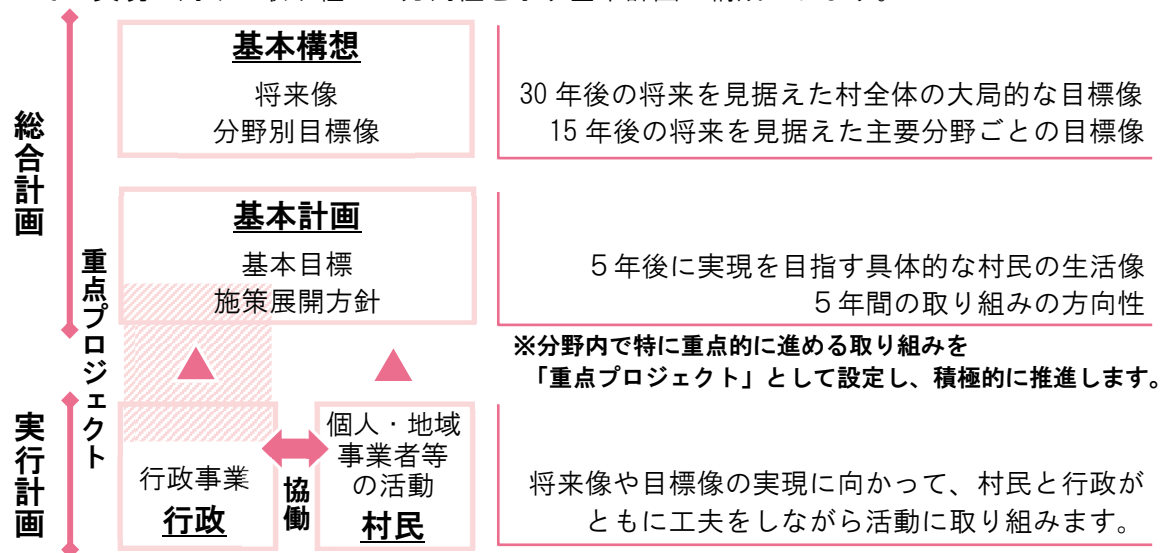 総合計画
重点プロジェクト
実行計画
基本構想
将来像
分野別目標像
30 年後の将来を見据えた村全体の大局的な目標像
15 年後の将来を見据えた主要分野ごとの目標像
基本計画
基本目標
施策展開方針
５年後に実現を目指す具体的な村民の生活像
５年間の取り組みの方向性
※分野内で特に重点的に進める取り組みを
「重点プロジェクト」として設定し、積極的に推進します。
行政事業
行政
協働
個人・地域
事業者等
の活動
村民
将来像や目標像の実現に向かって、村民と行政が
ともに工夫をしながら活動に取り組みます。